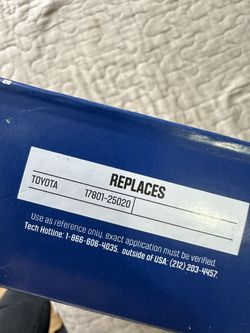 REPLACES
TOYOTA 17801-25020
Use as reference only, exact application must be verified.
Tech Hotline: 1-866-606-4035, outside of USA: (212) 203-4457.